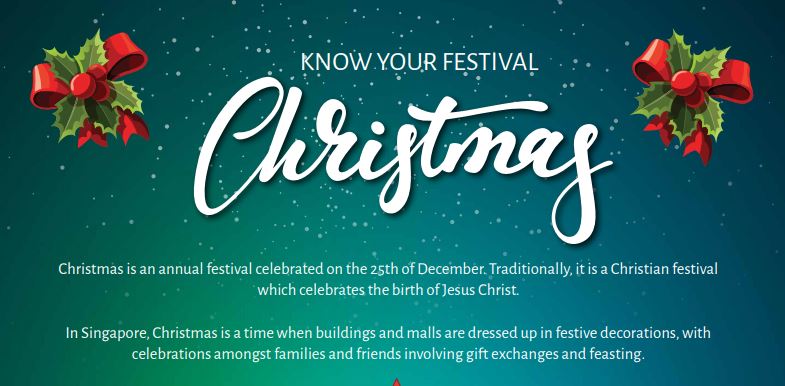 KNOW YOUR FESTIVAL
Christmas
Christmas is an annual festival celebrated on the 25th of December. Traditionally, it is a Christian festival
which celebrates the birth of Jesus Christ.
In Singapore, Christmas is a time when buildings and malls are dressed up in festive decorations, with
celebrations amongst families and friends involving gift exchanges and feasting.